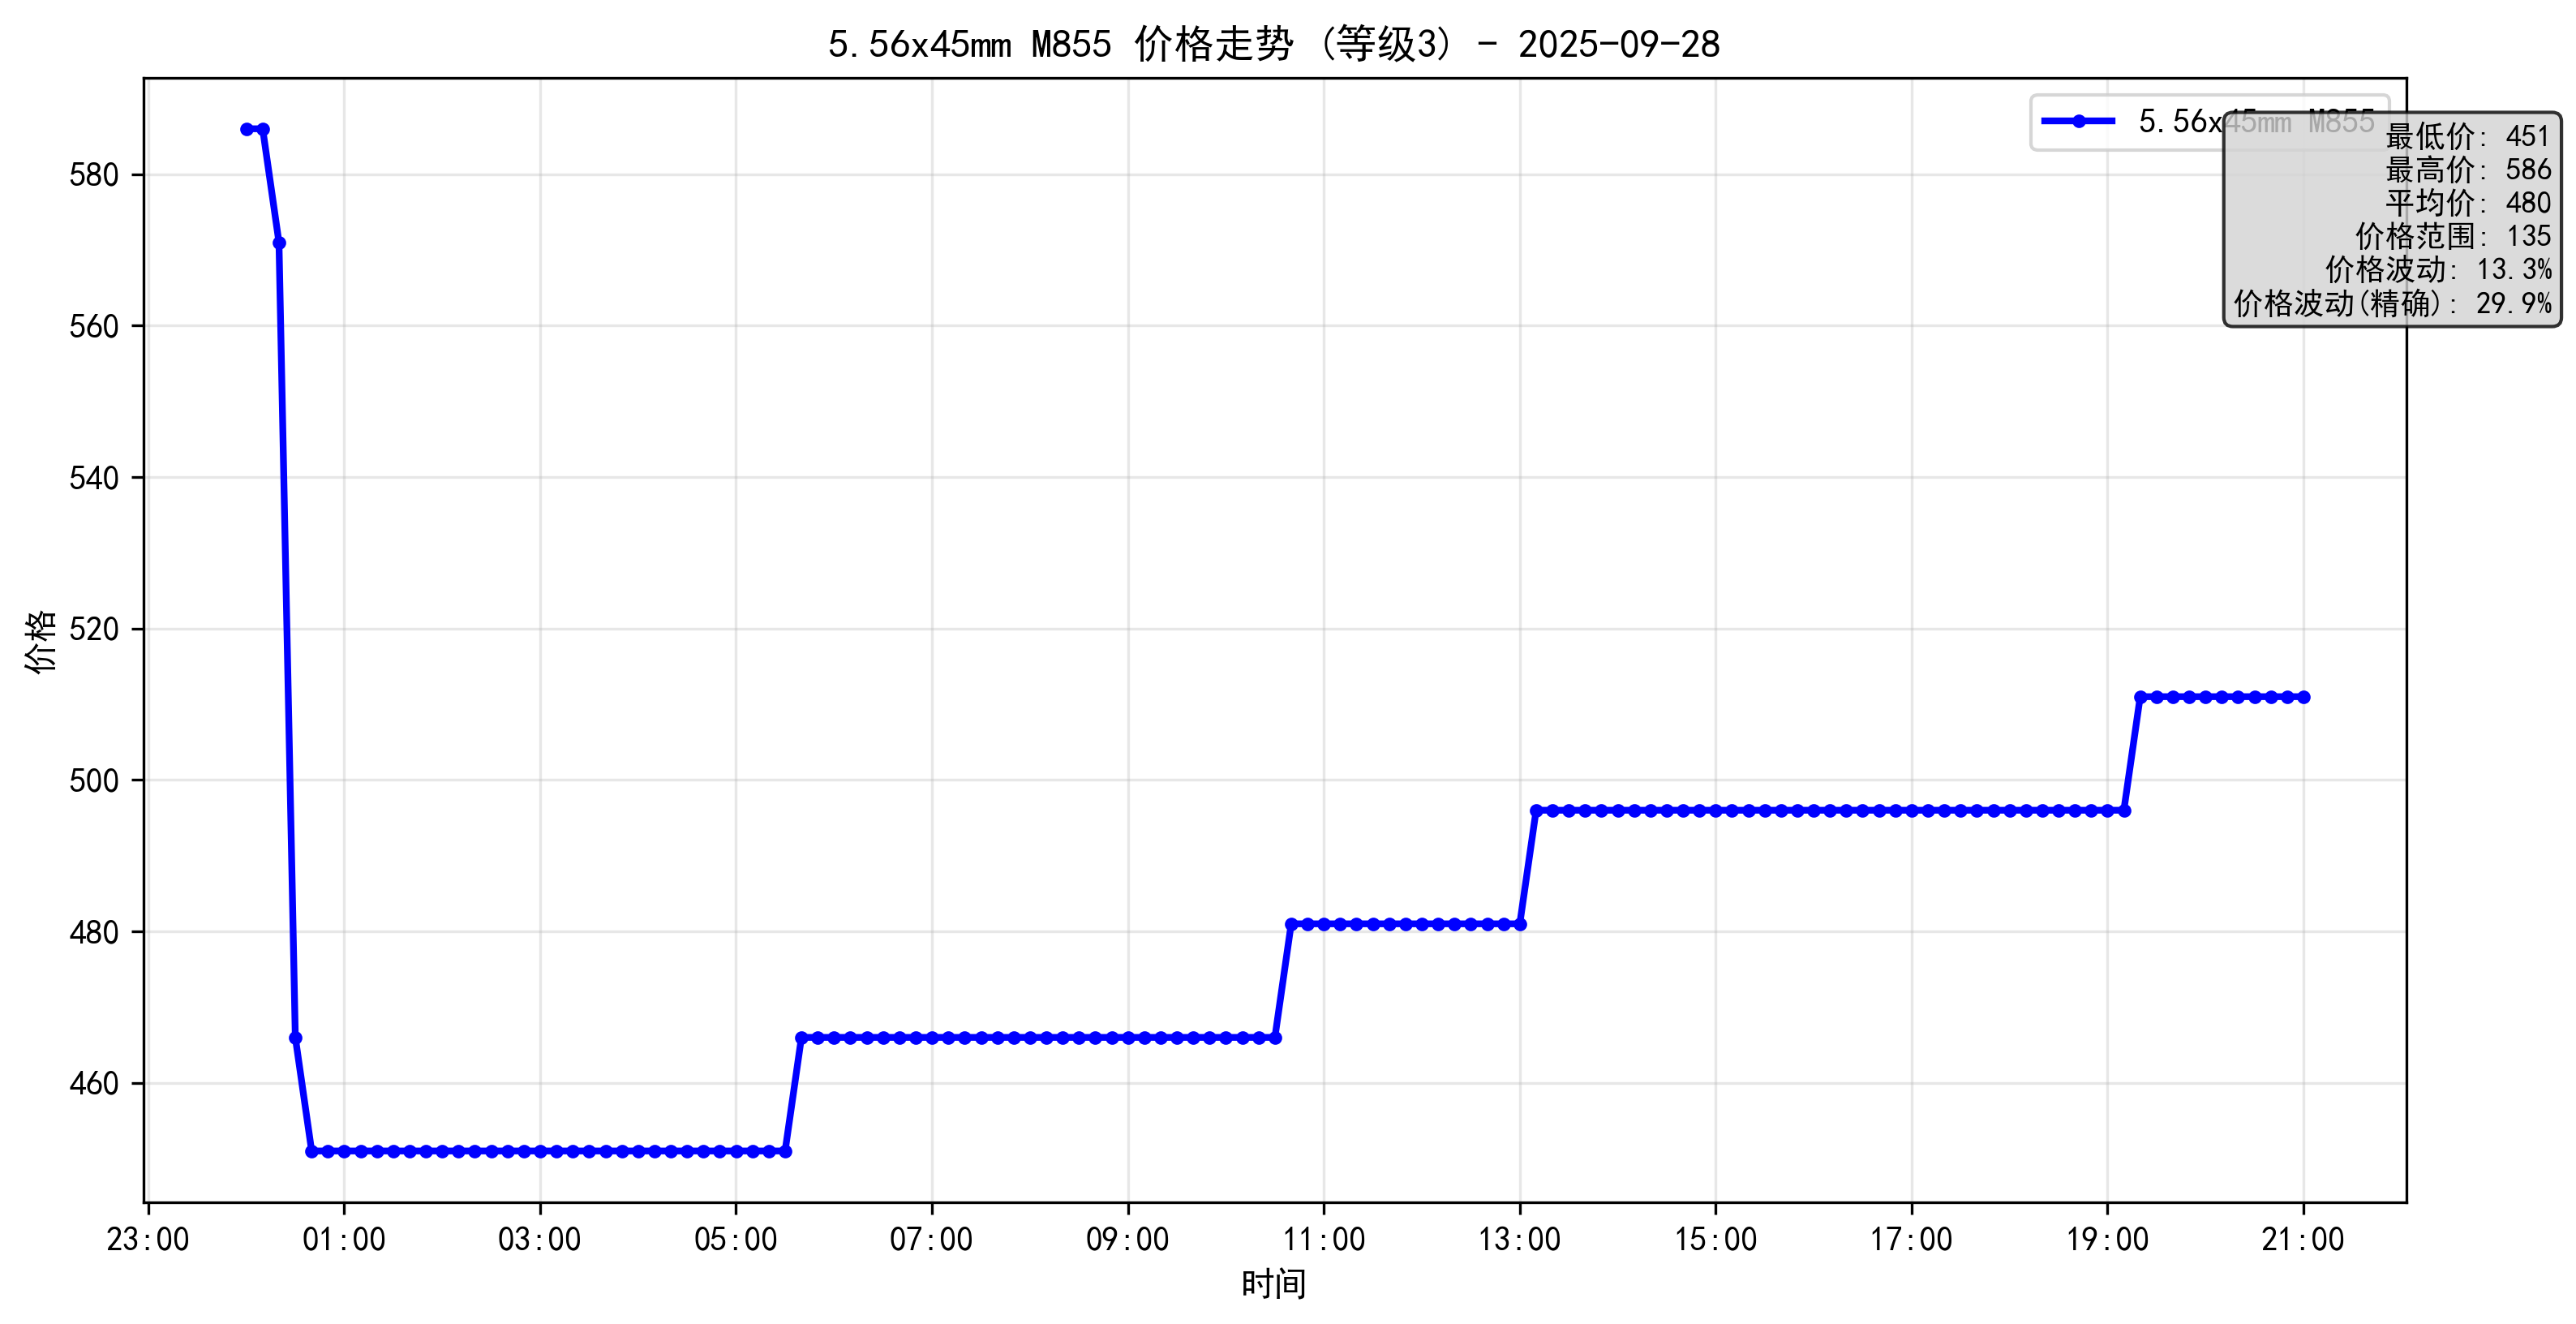 5.56x45mm M855 价格走势 (等级3) - 2025-09-28
5.56x45mm M855
最低价: 451
最高价: 586
平均价: 480
价格范围: 135
价格波动: 13.3%
价格波动(精确): 29.9%
580
560
540
520
500
480
460
价格
23:00 01:00 03:00 05:00 07:00 09:00 11:00 13:00 15:00 17:00 19:00 21:00
时间